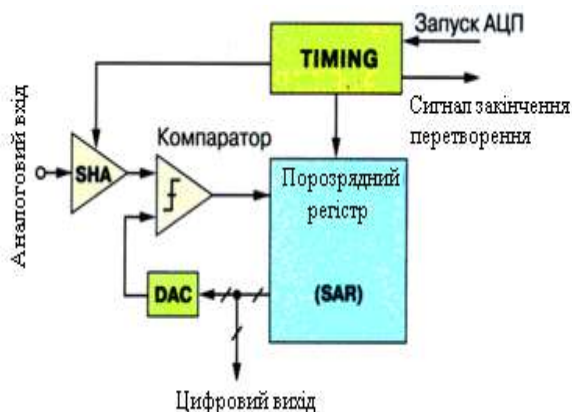 Запуск АЦП
TIMING
Сигнал закінчення
перетворення
Аналоговий вхід
SHA
Компаратор
Порозрядний
регістр
(SAR)
DAC
Цифровий вихід